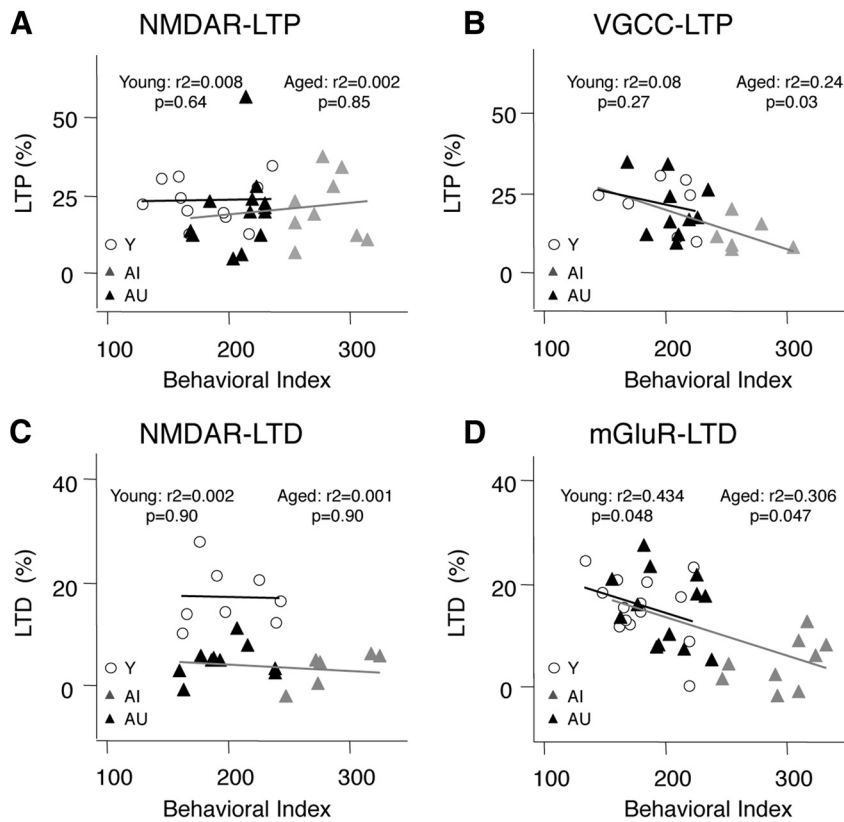 A
NMDAR-LTP
Young: r2=0.008
p=0.64
Aged: r2=0.002
p=0.85
LTP (%)
50
25
0
Y
AI
AU
100
200
300
Behavioral Index
B
VGCC-LTP
Young: r2=0.08
p=0.27
Aged: r2=0.24
p=0.03
LTP (%)
50
25
0
Y
AI
AU
100
200
300
Behavioral Index
C
NMDAR-LTD
Young: r2=0.002
p=0.90
Aged: r2=0.001
p=0.90
LTD (%)
40
20
0
Y
AI
AU
100
200
300
Behavioral Index
D
mGluR-LTD
Young: r2=0.434
p=0.048
Aged: r2=0.306
p=0.047
LTD (%)
40
20
0
Y
AI
AU
100
200
300
Behavioral Index